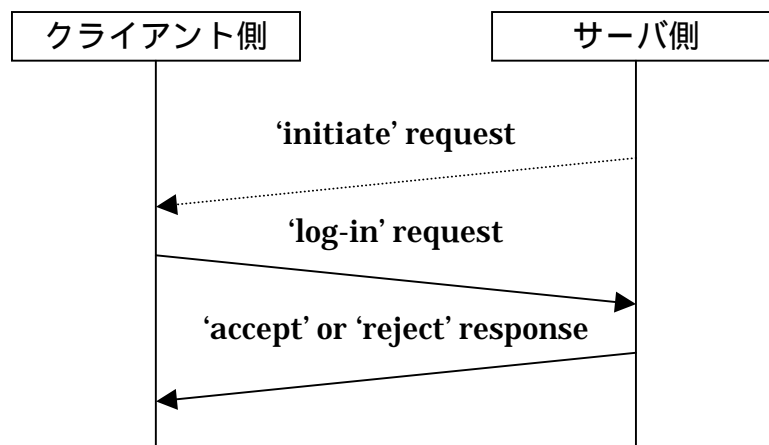 クライアント側
サーバ側
‘initiate’ request
‘log-in’ request
‘accept’ or ‘reject’ response